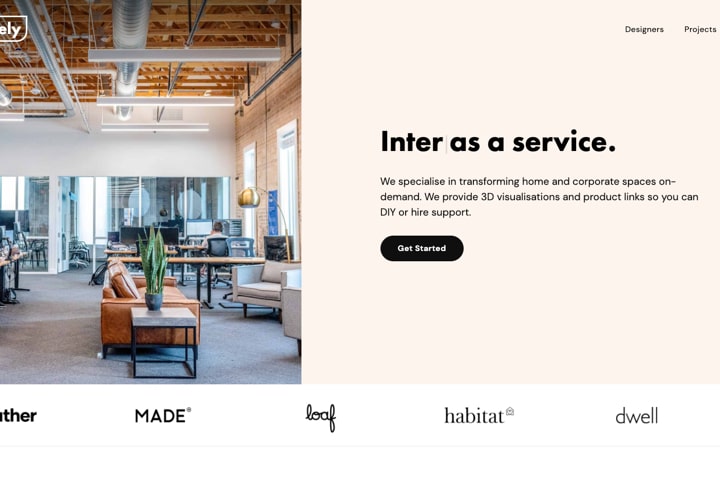 ely
Designers Projects
Inter as a service.
We specialise in transforming home and corporate spaces on-
demand. We provide 3D visualisations and product links so you can
DIY or hire support.
Get Started
ther
MADE®
loaf
habitat
dwell